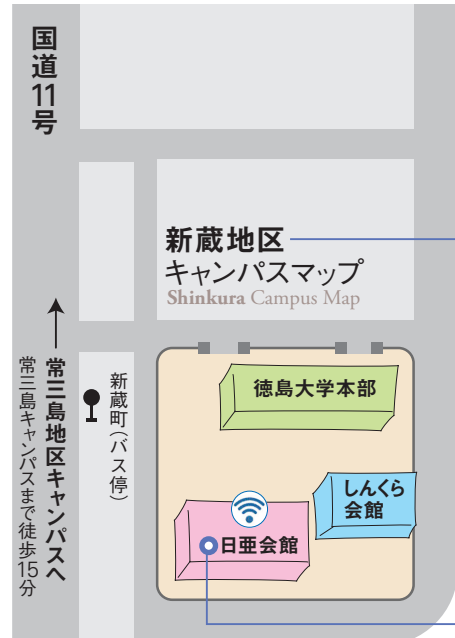 国道11号
新蔵地区
キャンパスマップ
Shinkura Campus Map
常三島地区キャンパスへ
常三島キャンパスまで徒歩15分
新蔵町(バス停)
徳島大学本部
しんくら
会館
日亜会館